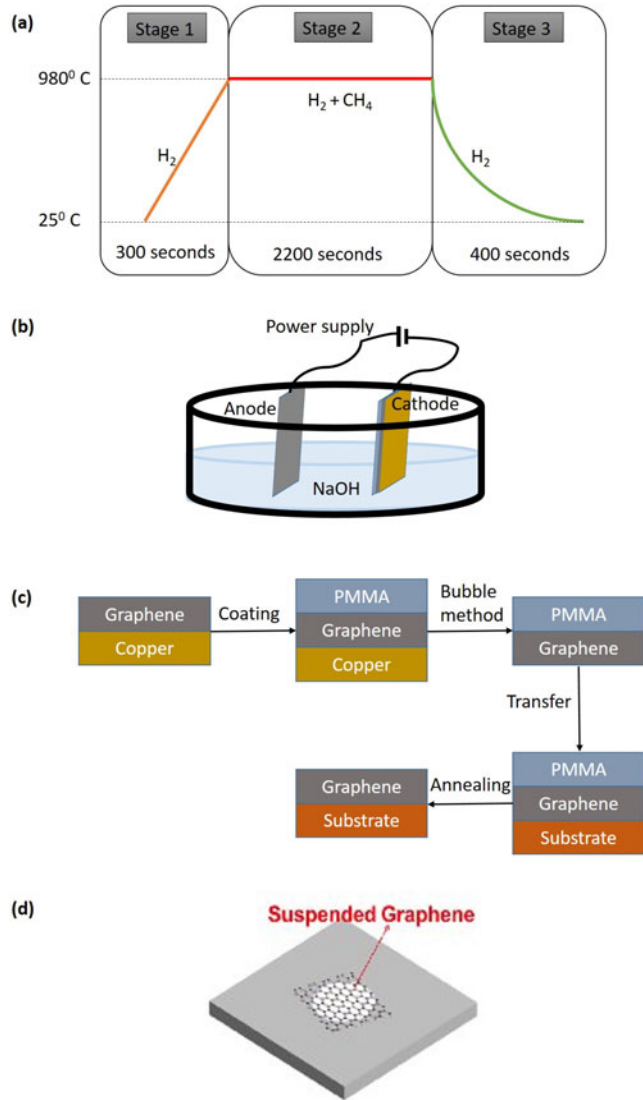 (a)
Stage 1
Stage 2
Stage 3
980⁰ C
H₂ + CH₄
H₂
H₂
25⁰ C
300 seconds
2200 seconds
400 seconds
(b)
Power supply
Anode
Cathode
NaOH
(c)
Graphene
Copper
Coating
PMMA
Graphene
Copper
Bubble
method
PMMA
Graphene
Transfer
PMMA
Graphene
Substrate
Annealing
Graphene
Substrate
(d)
Suspended Graphene